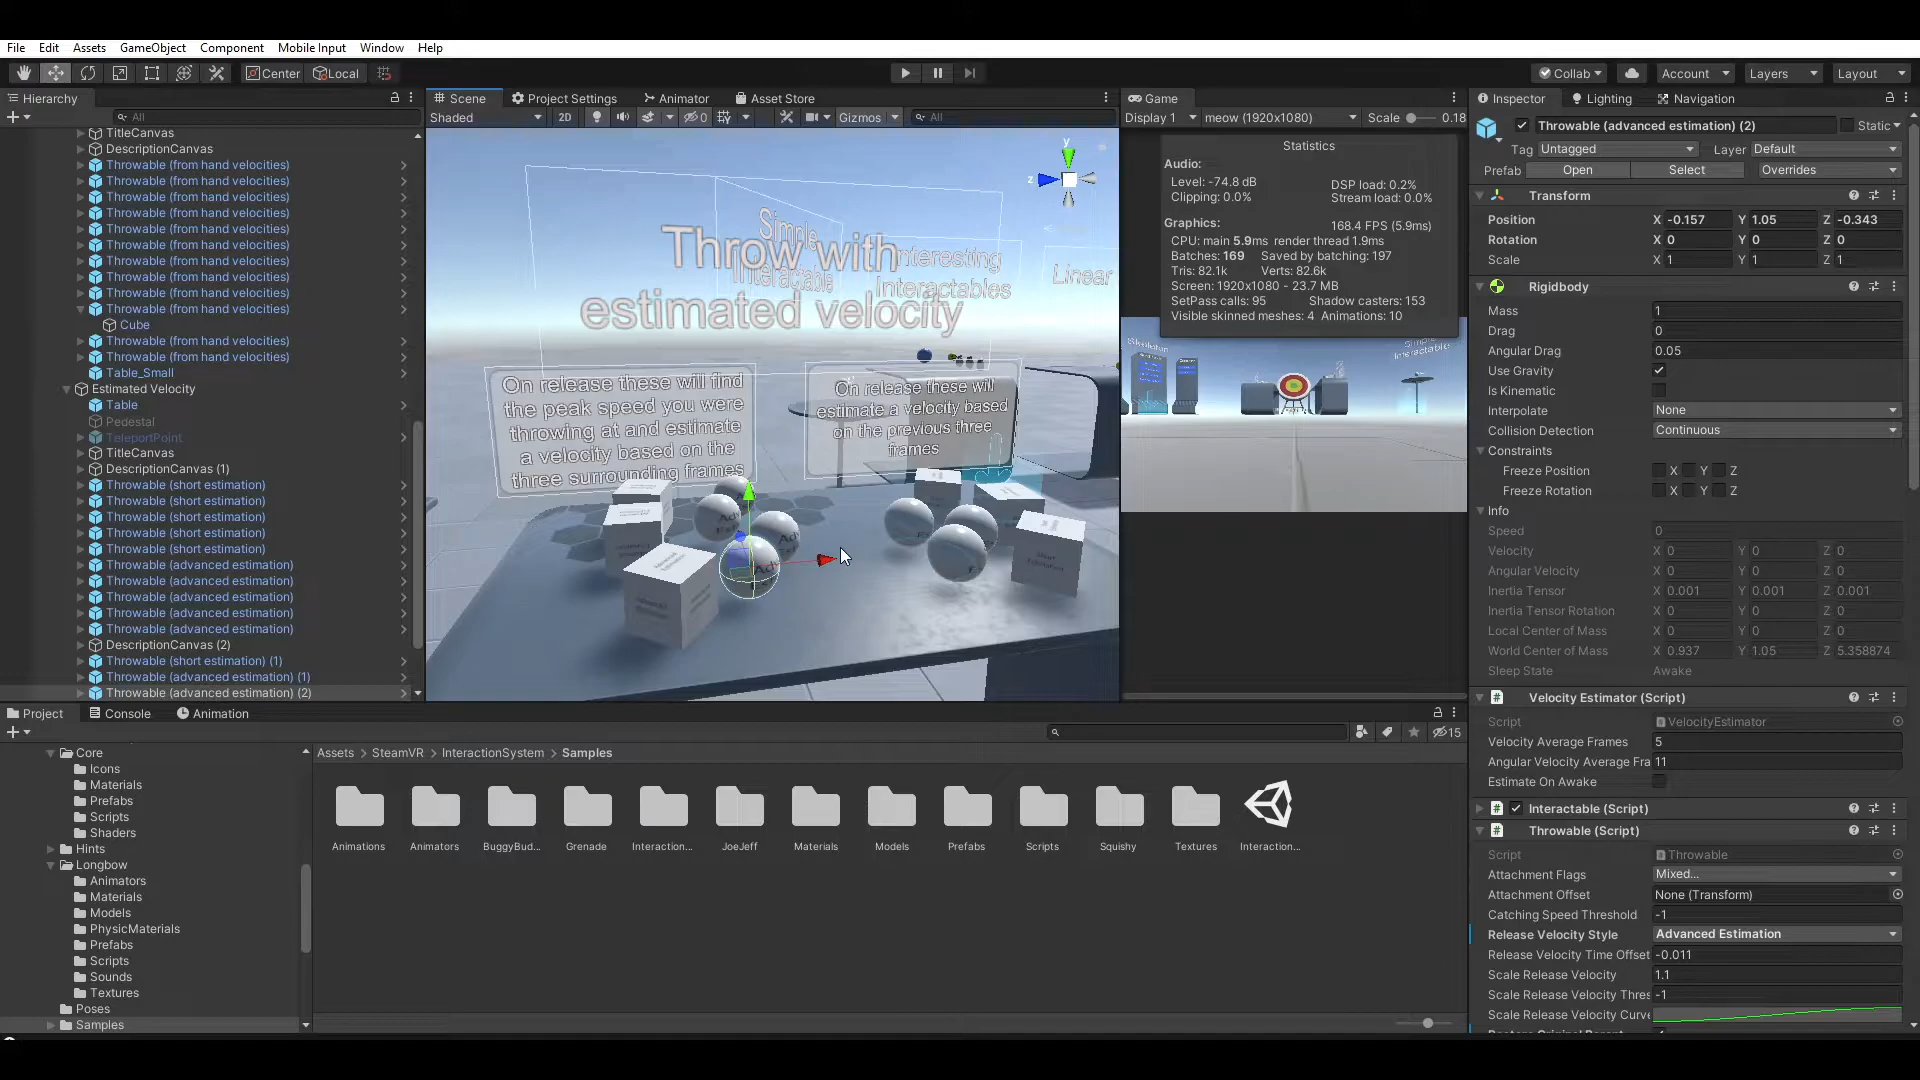 File Edit Assets GameObject Component Mobile Input Window Help
Center Local Collab Account Layers Layout
Hierarchy
All
TitleCanvas
DescriptionCanvas
Throwable (from hand velocities)
Throwable (from hand velocities)
Throwable (from hand velocities)
Throwable (from hand velocities)
Throwable (from hand velocities)
Throwable (from hand velocities)
Throwable (from hand velocities)
Throwable (from hand velocities)
Throwable (from hand velocities)
Throwable (from hand velocities)
Cube
Throwable (from hand velocities)
Throwable (from hand velocities)
Table_Small
Estimated Velocity
Table
Pedestal
TeleportPoint
TitleCanvas
DescriptionCanvas (1)
Throwable (short estimation)
Throwable (short estimation)
Throwable (short estimation)
Throwable (short estimation)
Throwable (short estimation)
Throwable (advanced estimation)
Throwable (advanced estimation)
Throwable (advanced estimation)
Throwable (advanced estimation)
Throwable (advanced estimation)
DescriptionCanvas (2)
Throwable (short estimation) (1)
Throwable (advanced estimation) (1)
Throwable (advanced estimation) (2)
Scene Project Settings Animator Asset Store
Shaded 2D 0 Gizmos All
y
z
Simple
Interactable
Throw with
estimated velocity
Interesting
Interactables
Linear
On release these will find
the peak speed you were
throwing at and estimate
a velocity based on the
three surrounding frames
On release these will
estimate a velocity based
on the previous three
frames
Game
Display 1 meow (1920x1080) Scale 0.18
Statistics
Audio:
Level: -74.8 dB DSP load: 0.2%
Clipping: 0.0% Stream load: 0.0%
Graphics: 168.4 FPS (5.9ms)
CPU: main 5.9ms render thread 1.9ms
Batches: 169 Saved by batching: 197
Tris: 82.1k Verts: 82.6k
Screen: 1920x1080 - 23.7 MB
SetPass calls: 95 Shadow casters: 153
Visible skinned meshes: 4 Animations: 10
Skeleton
Simple
Interactable
Inspector Lighting Navigation
Throwable (advanced estimation) (2) Static
Tag Untagged Layer Default
Prefab Open Select Overrides
Transform
Position X -0.157 Y 1.05 Z -0.343
Rotation X 0 Y 0 Z 0
Scale X 1 Y 1 Z 1
Rigidbody
Mass 1
Drag 0
Angular Drag 0.05
Use Gravity
Is Kinematic
Interpolate None
Collision Detection Continuous
Constraints
Freeze Position X Y Z
Freeze Rotation X Y Z
Info
Speed 0
Velocity X 0 Y 0 Z 0
Angular Velocity X 0 Y 0 Z 0
Inertia Tensor X 0.001 Y 0.001 Z 0.001
Inertia Tensor Rotation X 0 Y 0 Z 0
Local Center of Mass X 0 Y 0 Z 0
World Center of Mass X 0.937 Y 1.05 Z 5.358874
Sleep State Awake
Velocity Estimator (Script)
Script VelocityEstimator
Velocity Average Frames 5
Angular Velocity Average Fra 11
Estimate On Awake
Interactable (Script)
Throwable (Script)
Script Throwable
Attachment Flags Mixed...
Attachment Offset None (Transform)
Catching Speed Threshold -1
Release Velocity Style Advanced Estimation
Release Velocity Time Offset -0.011
Scale Release Velocity 1.1
Scale Release Velocity Thres -1
Scale Release Velocity Curve
Project Console Animation
15
Core
Icons
Materials
Prefabs
Scripts
Shaders
Hints
Longbow
Animators
Materials
Models
PhysicMaterials
Prefabs
Scripts
Sounds
Textures
Poses
Samples
Assets > SteamVR > InteractionSystem > Samples
Animations Animators BuggyBud... Grenade Interaction... JoeJeff Materials Models Prefabs Scripts Squishy Textures Interaction...